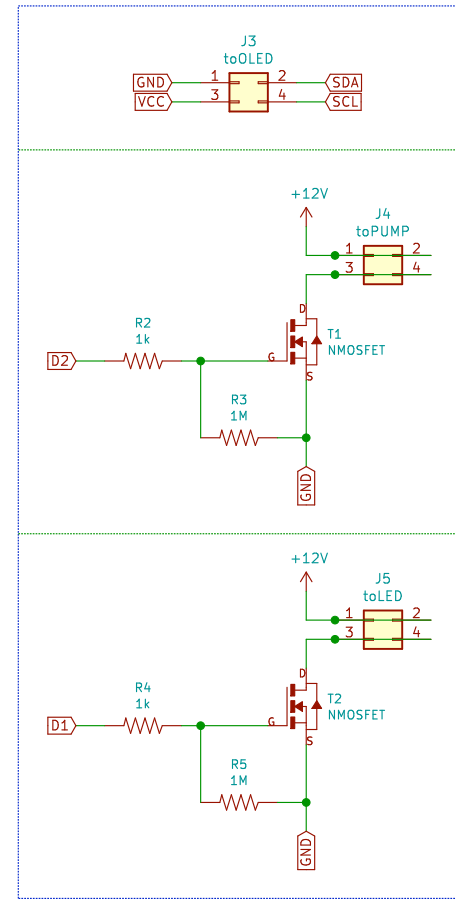 J3
toOLED
GND 1 2 SDA
VCC 3 4 SCL
+12V
J4
toPUMP
1 2
3 4
D
R2
1k
T1
NMOSFET
D2
G
S
R3
1M
GND
+12V
J5
toLED
1 2
3 4
D
R4
1k
T2
NMOSFET
D1
G
S
R5
1M
GND